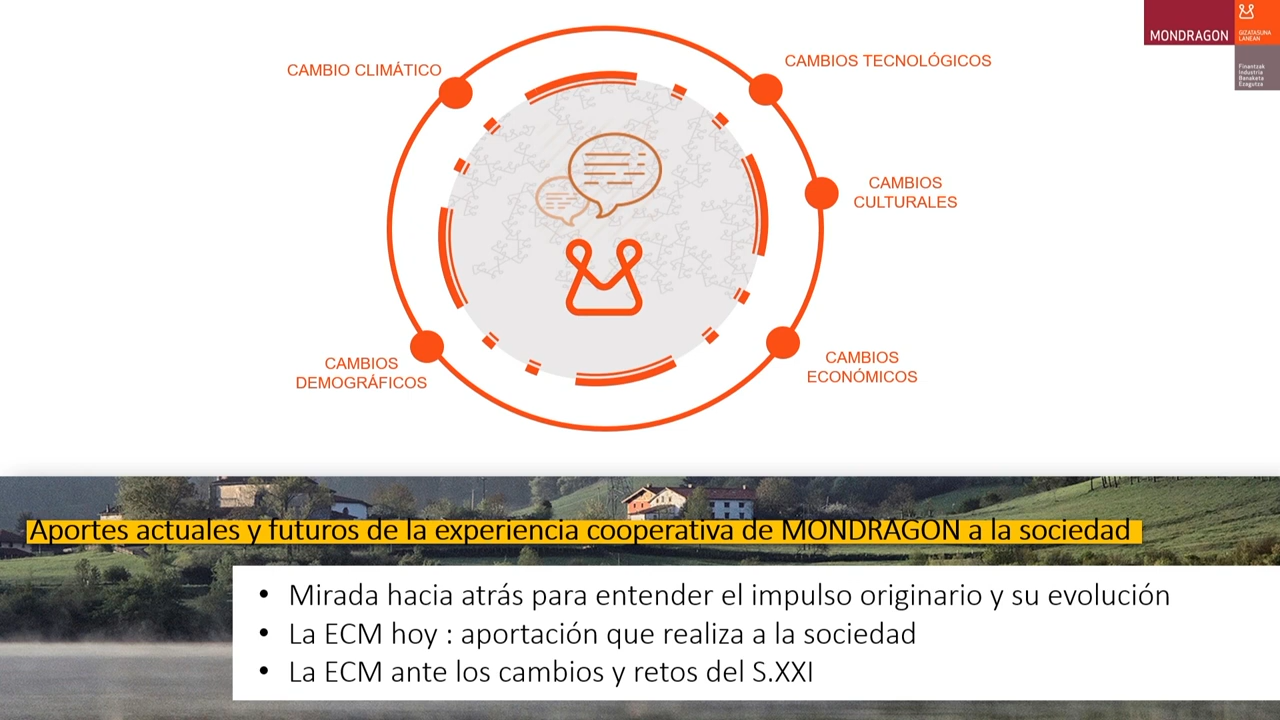 MONDRAGON
GIZATASUNA
LANEAN
Finantzak
Industria
Banaketa
Ezagutza
CAMBIO CLIMÁTICO
CAMBIOS TECNOLÓGICOS
CAMBIOS
CULTURALES
CAMBIOS
DEMOGRÁFICOS
CAMBIOS
ECONÓMICOS
Aportes actuales y futuros de la experiencia cooperativa de MONDRAGON a la sociedad
• Mirada hacia atrás para entender el impulso originario y su evolución
• La ECM hoy : aportación que realiza a la sociedad
• La ECM ante los cambios y retos del S.XXI